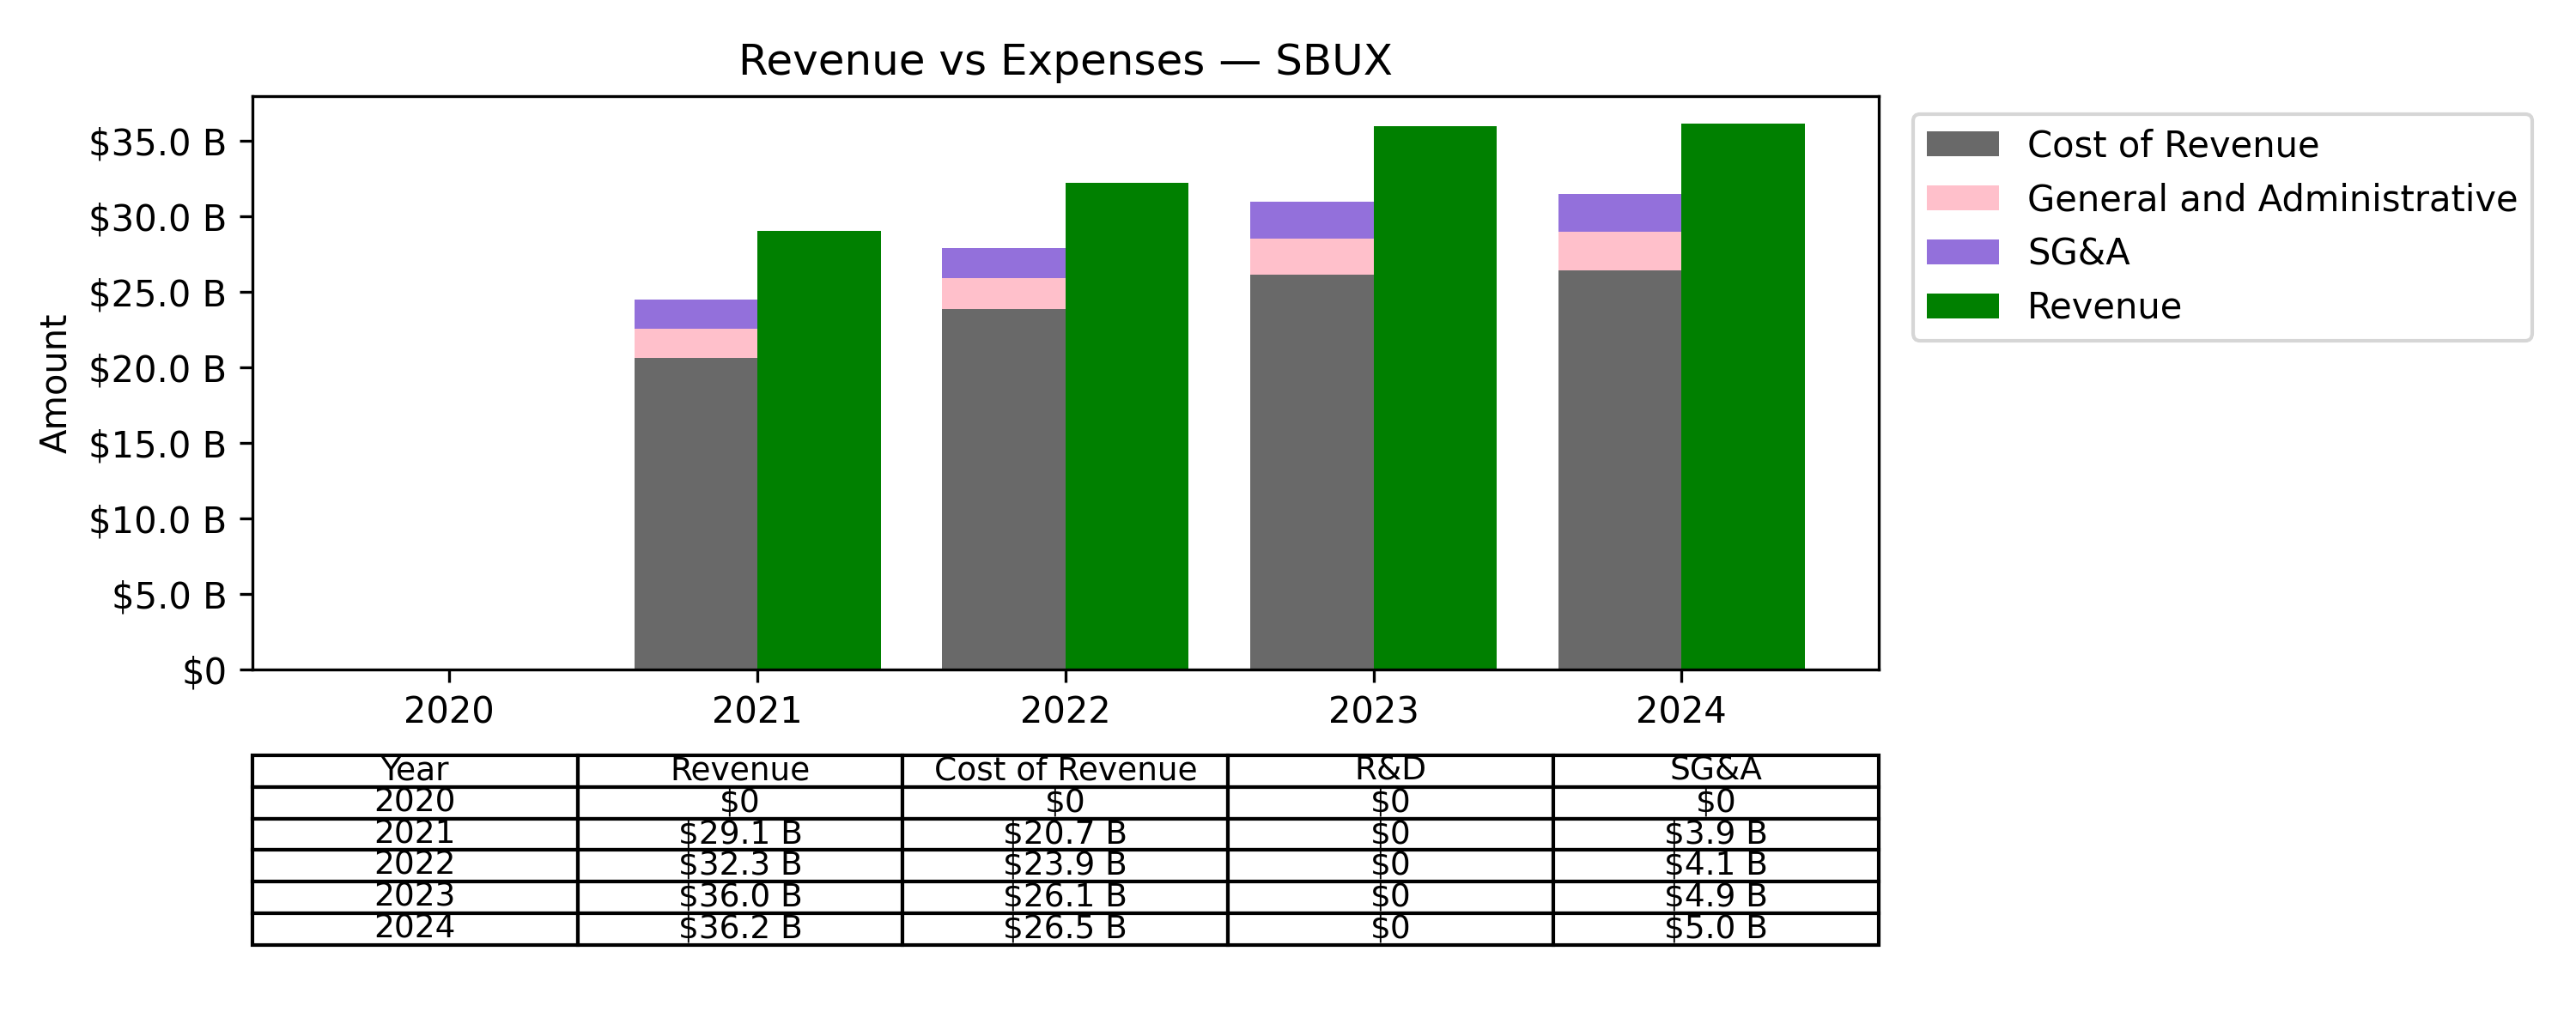 Revenue vs Expenses — SBUX
$35.0 B
$30.0 B
$25.0 B
$20.0 B
$15.0 B
$10.0 B
$5.0 B
$0
Amount
2020 2021 2022 2023 2024
Cost of Revenue
General and Administrative
SG&A
Revenue
Year Revenue Cost of Revenue R&D SG&A
2020 $0 $0 $0 $0
2021 $29.1 B $20.7 B $0 $3.9 B
2022 $32.3 B $23.9 B $0 $4.1 B
2023 $36.0 B $26.1 B $0 $4.9 B
2024 $36.2 B $26.5 B $0 $5.0 B